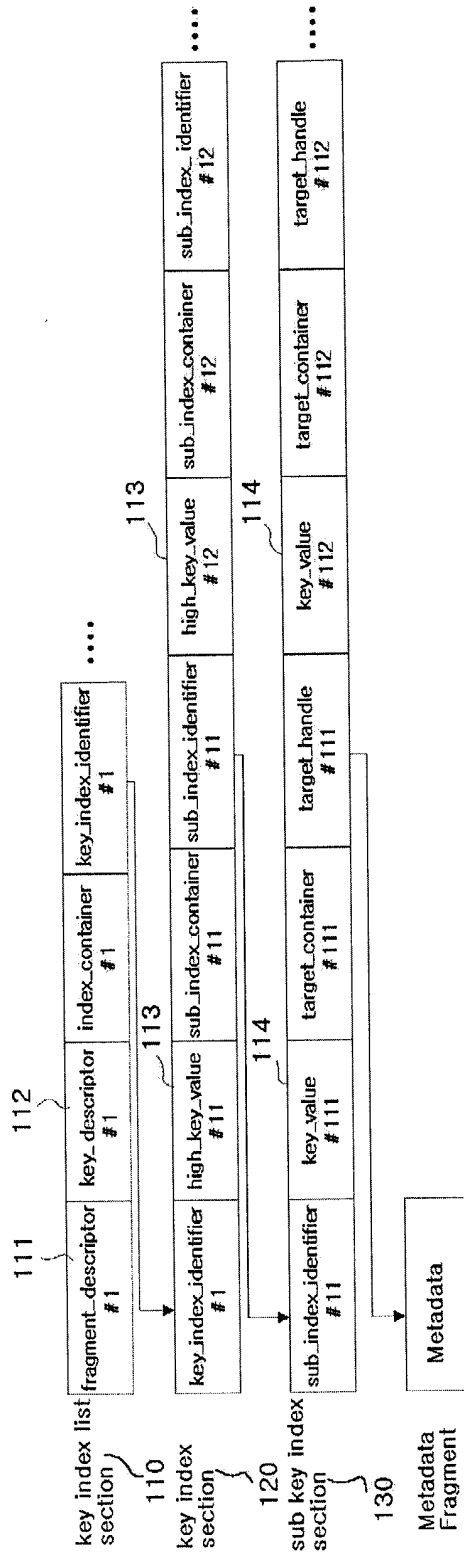 111
112
key index list
section
110
fragment_descriptor
#1
key_descriptor
#1
index_container
#1
key_index_identifier
#1
....
113
113
key index
section
120
key_index_identifier
#1
high_key_value
#11
sub_index_container
#11
sub_index_identifier
#11
high_key_value
#12
sub_index_container
#12
sub_index_identifier
#12
....
114
114
sub key index
section
130
sub_index_identifier
#11
key_value
#111
target_container
#111
target_handle
#111
key_value
#112
target_container
#112
target_handle
#112
....
Metadata
Fragment
Metadata